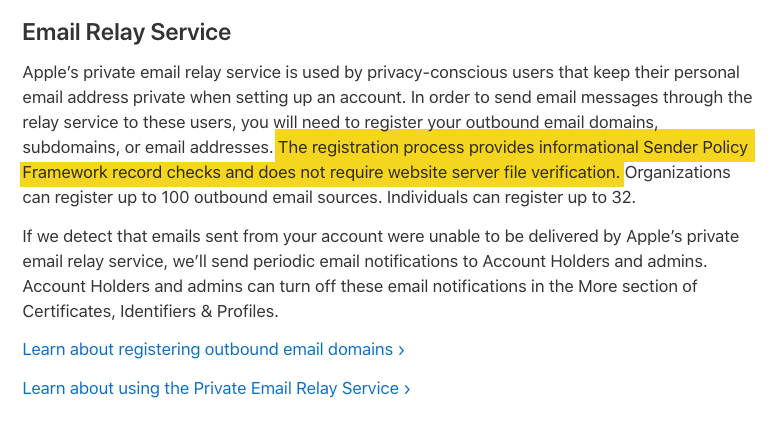 Email Relay Service
Apple’s private email relay service is used by privacy-conscious users that keep their personal
email address private when setting up an account. In order to send email messages through the
relay service to these users, you will need to register your outbound email domains,
subdomains, or email addresses. The registration process provides informational Sender Policy
Framework record checks and does not require website server file verification. Organizations
can register up to 100 outbound email sources. Individuals can register up to 32.
If we detect that emails sent from your account were unable to be delivered by Apple’s private
email relay service, we’ll send periodic email notifications to Account Holders and admins.
Account Holders and admins can turn off these email notifications in the More section of
Certificates, Identifiers & Profiles.
Learn about registering outbound email domains ›
Learn about using the Private Email Relay Service ›